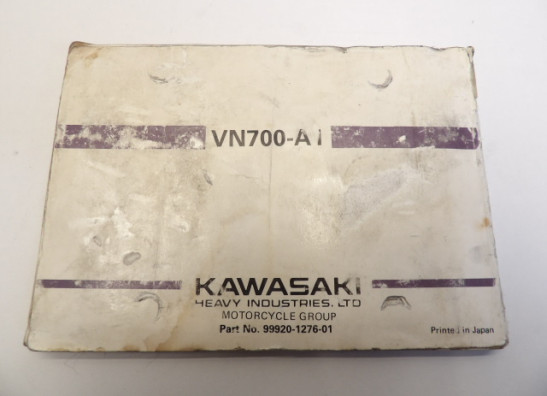 VN700-A1
KAWASAKI
HEAVY INDUSTRIES, LTD
MOTORCYCLE GROUP
Part No. 99920-1276-01
Printed in Japan